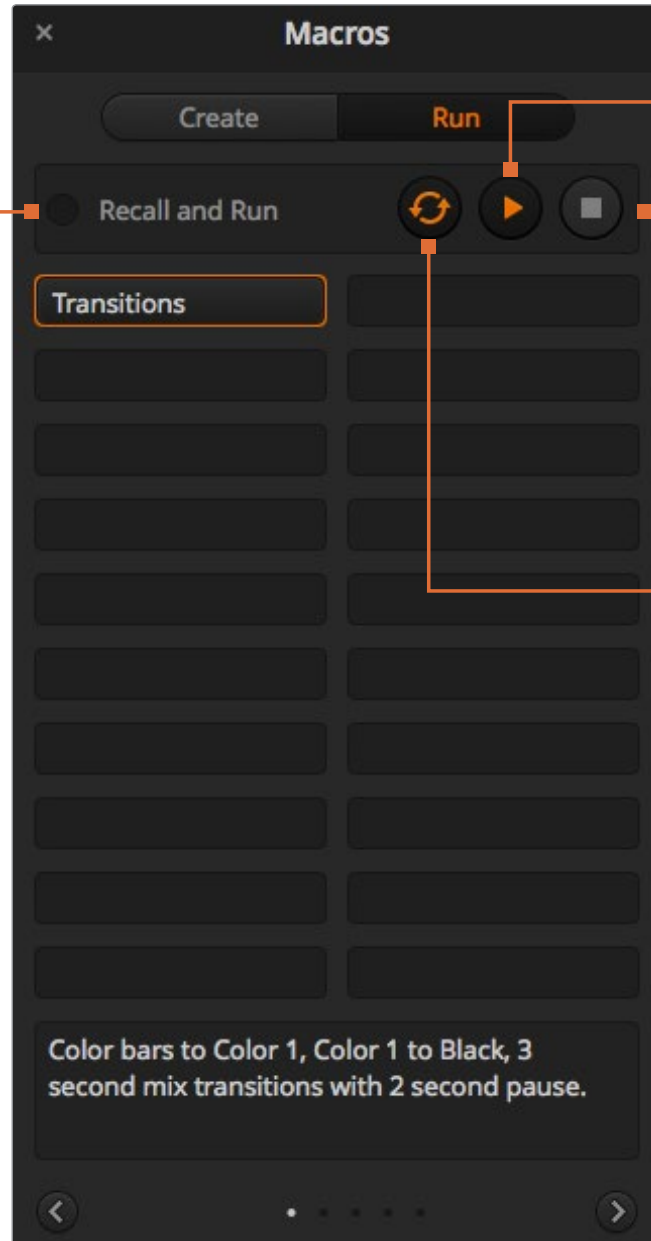 Macros
Create
Run
Recall and Run
Transitions
Color bars to Color 1, Color 1 to Black, 3
second mix transitions with 2 second pause.